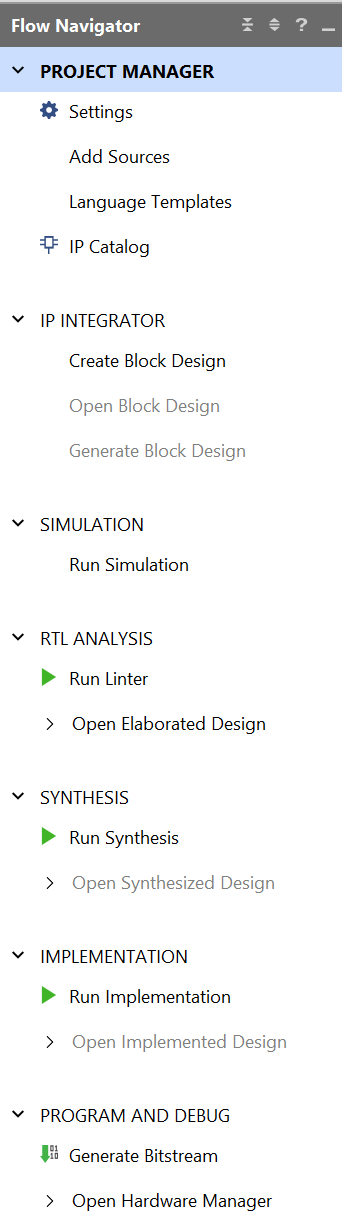 Flow Navigator ?
PROJECT MANAGER
Settings
Add Sources
Language Templates
IP Catalog
IP INTEGRATOR
Create Block Design
Open Block Design
Generate Block Design
SIMULATION
Run Simulation
RTL ANALYSIS
Run Linter
Open Elaborated Design
SYNTHESIS
Run Synthesis
Open Synthesized Design
IMPLEMENTATION
Run Implementation
Open Implemented Design
PROGRAM AND DEBUG
Generate Bitstream
Open Hardware Manager